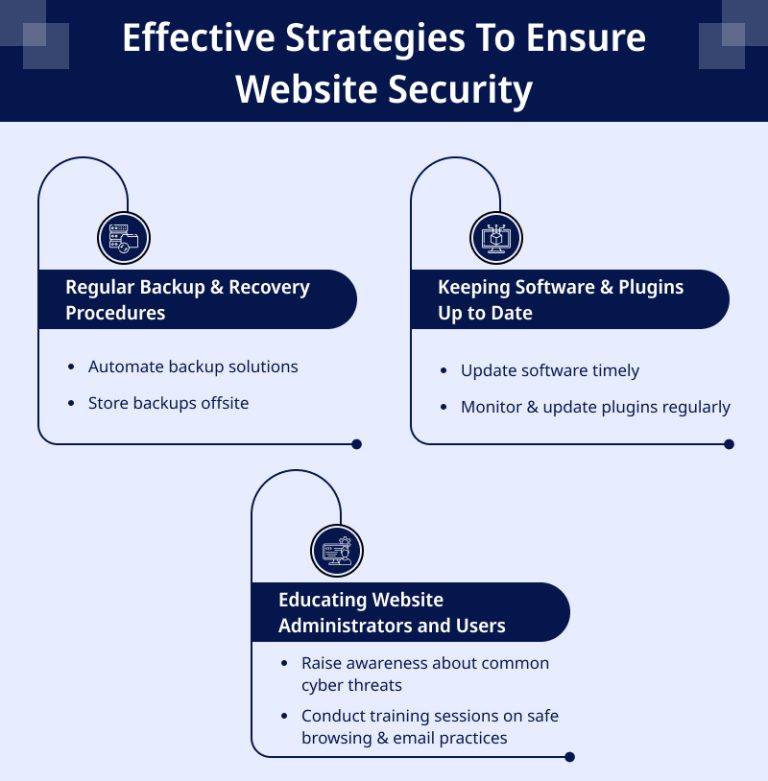 Effective Strategies To Ensure
Website Security
Regular Backup & Recovery
Procedures
• Automate backup solutions
• Store backups offsite
Keeping Software & Plugins
Up to Date
• Update software timely
• Monitor & update plugins regularly
Educating Website
Administrators and Users
• Raise awareness about common
cyber threats
• Conduct training sessions on safe
browsing & email practices